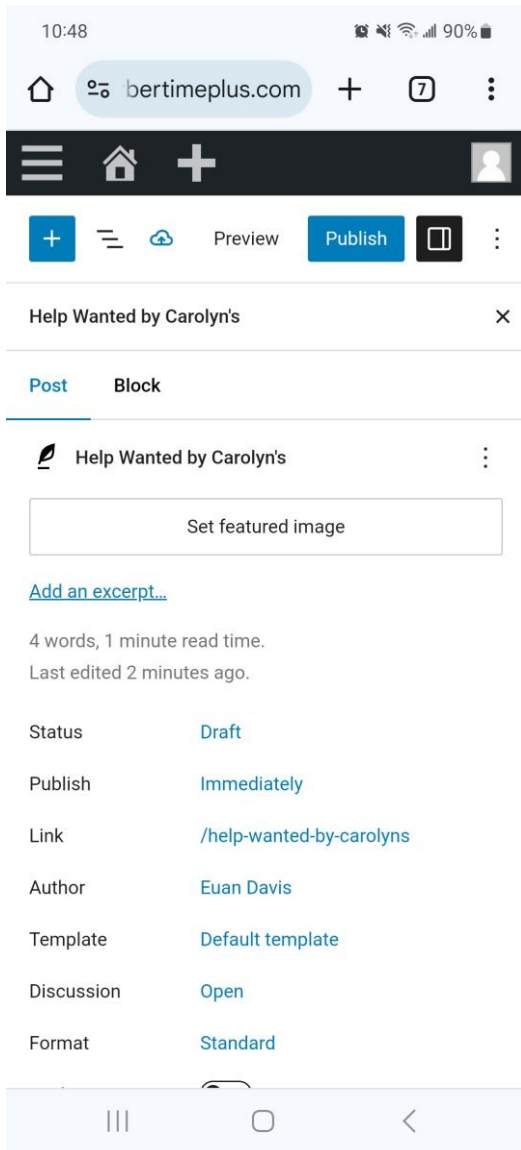 10:48 90%
bertimeplus.com 7
Preview Publish
Help Wanted by Carolyn's
Post Block
Help Wanted by Carolyn's
Set featured image
Add an excerpt…
4 words, 1 minute read time.
Last edited 2 minutes ago.
Status Draft
Publish Immediately
Link /help-wanted-by-carolyns
Author Euan Davis
Template Default template
Discussion Open
Format Standard